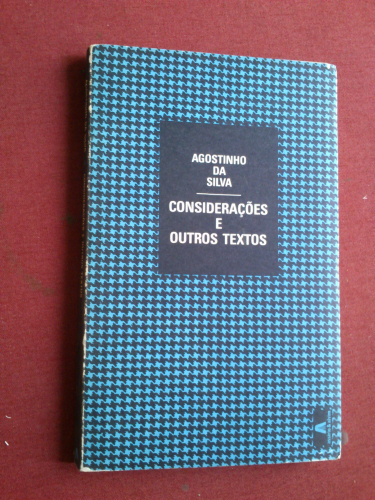 AGOSTINHO
DA
SILVA
CONSIDERAÇÕES
E
OUTROS TEXTOS